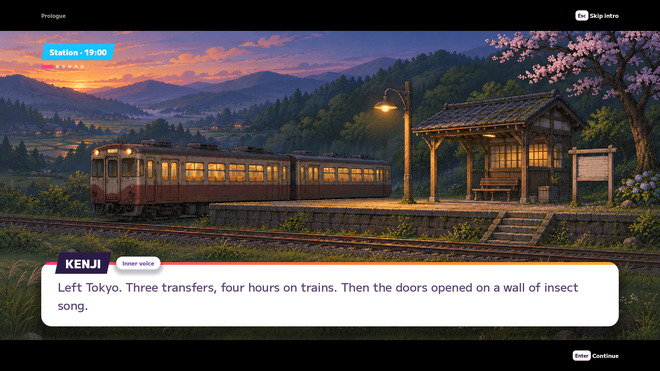 Prologue
Esc Skip intro
Station · 19:00
KENJI
Inner voice
Left Tokyo. Three transfers, four hours on trains. Then the doors opened on a wall of insect
song.
Enter Continue